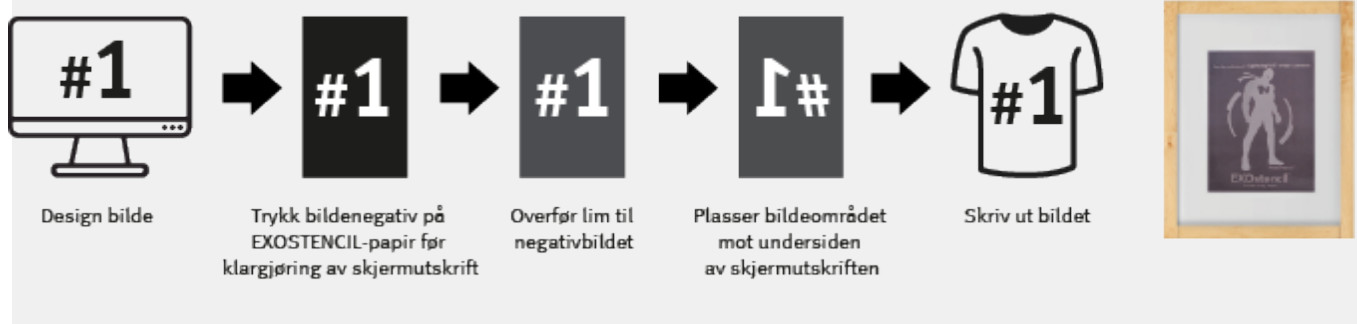 #1
#1
#1
#1
#1
Design bilde
Trykk bildenegativ på
EXOSTENCIL-papir før
klargjøring av skjermutskrift
Overfør lim til
negativbildet
Plasser bildeområdet
mot undersiden
av skjermutskriften
Skriv ut bildet
EXOstencil